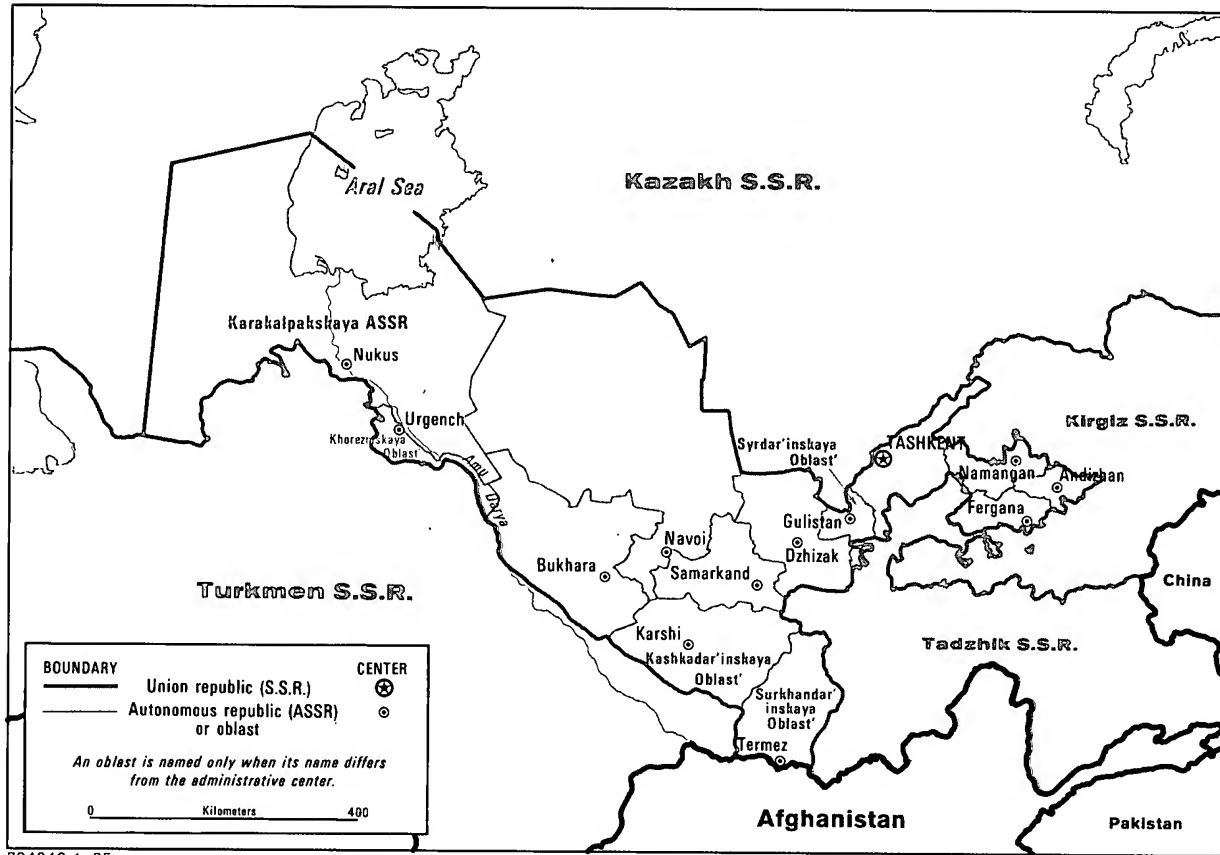 Aral Sea
Kazakh S.S.R.
Karakalpakskaya ASSR
Nukus
Urgench
Khorezmskaya
Oblast'
Amu Darya
Syrdar'inskaya
Oblast'
TASHKENT
Kirgiz S.S.R.
Namangan
Andizhan
Fergana
Gulistan
Dzhizak
Navoi
Bukhara
Samarkand
Turkmen S.S.R.
China
Karshi
Kashkadar'inskaya
Oblast'
Tadzhik S.S.R.
Surkhandar'
inskaya
Oblast'
Termez
Afghanistan
Pakistan
BOUNDARY
CENTER
Union republic (S.S.R.)
Autonomous republic (ASSR)
or oblast
An oblast is named only when its name differs
from the administrative center.
0 Kilometers 400